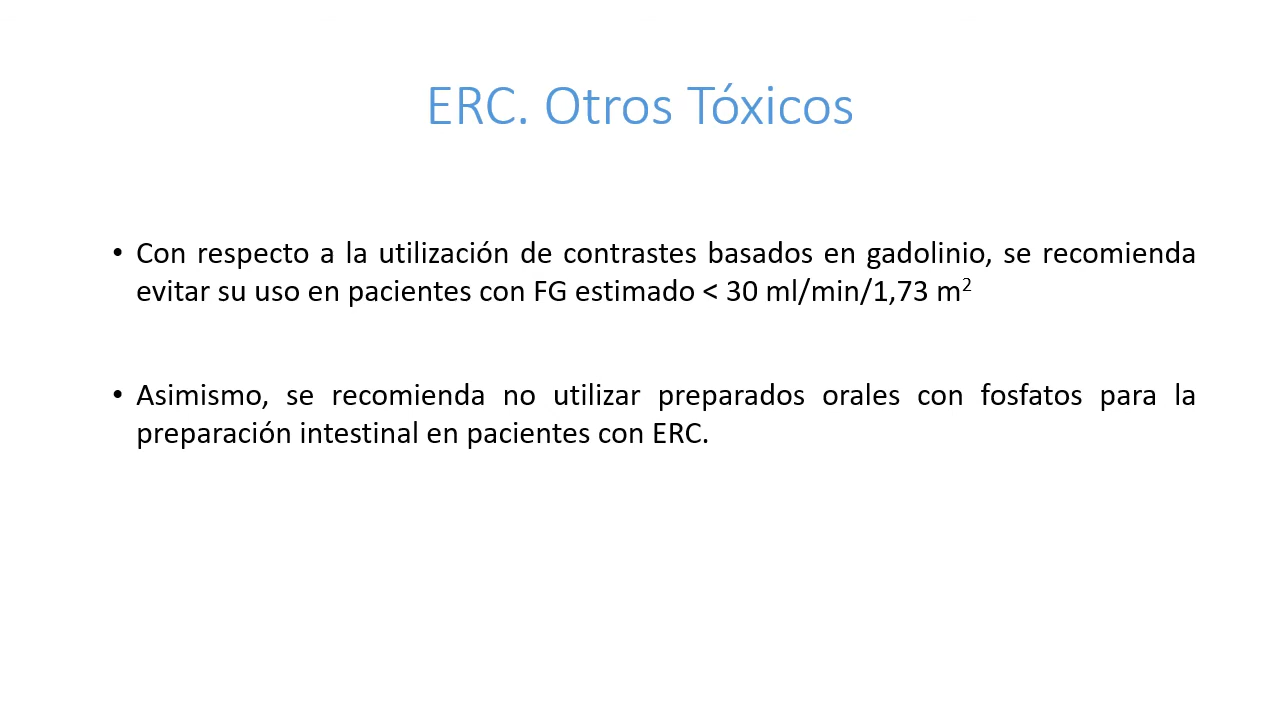 ERC. Otros Tóxicos
• Con respecto a la utilización de contrastes basados en gadolinio, se recomienda
evitar su uso en pacientes con FG estimado < 30 ml/min/1,73 m²
• Asimismo, se recomienda no utilizar preparados orales con fosfatos para la
preparación intestinal en pacientes con ERC.